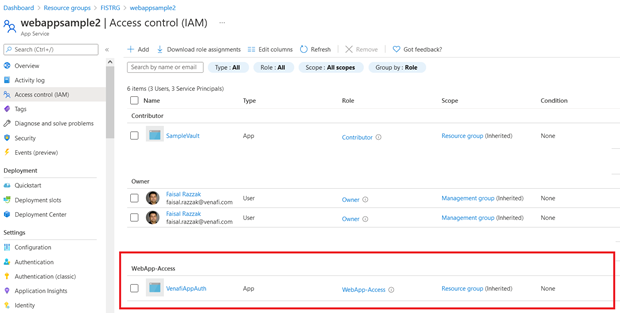 Dashboard > Resource groups > FISTRG > webappsample2
webappsample2 | Access control (IAM) ...
App Service
Search (Ctrl+/) «
Add Download role assignments Edit columns Refresh Remove Got feedback?
Search by name or email Type : All Role : All Scope : All scopes Group by : Role
6 items (3 Users, 3 Service Principals)
Name Type Role Scope Condition
Contributor
SampleVault App Contributor Resource group (Inherited) None
Owner
Faisal Razzak
faisal.razzak@venafi.com User Owner Management group (Inherited) None
Faisal Razzak
faisal.razzak@venafi.com User Owner Management group (Inherited) None
WebApp-Access
VenafiAppAuth App WebApp-Access Resource group (Inherited) None
Overview
Activity log
Access control (IAM)
Tags
Diagnose and solve problems
Security
Events (preview)
Deployment
Quickstart
Deployment slots
Deployment Center
Settings
Configuration
Authentication
Authentication (classic)
Application Insights
Identity